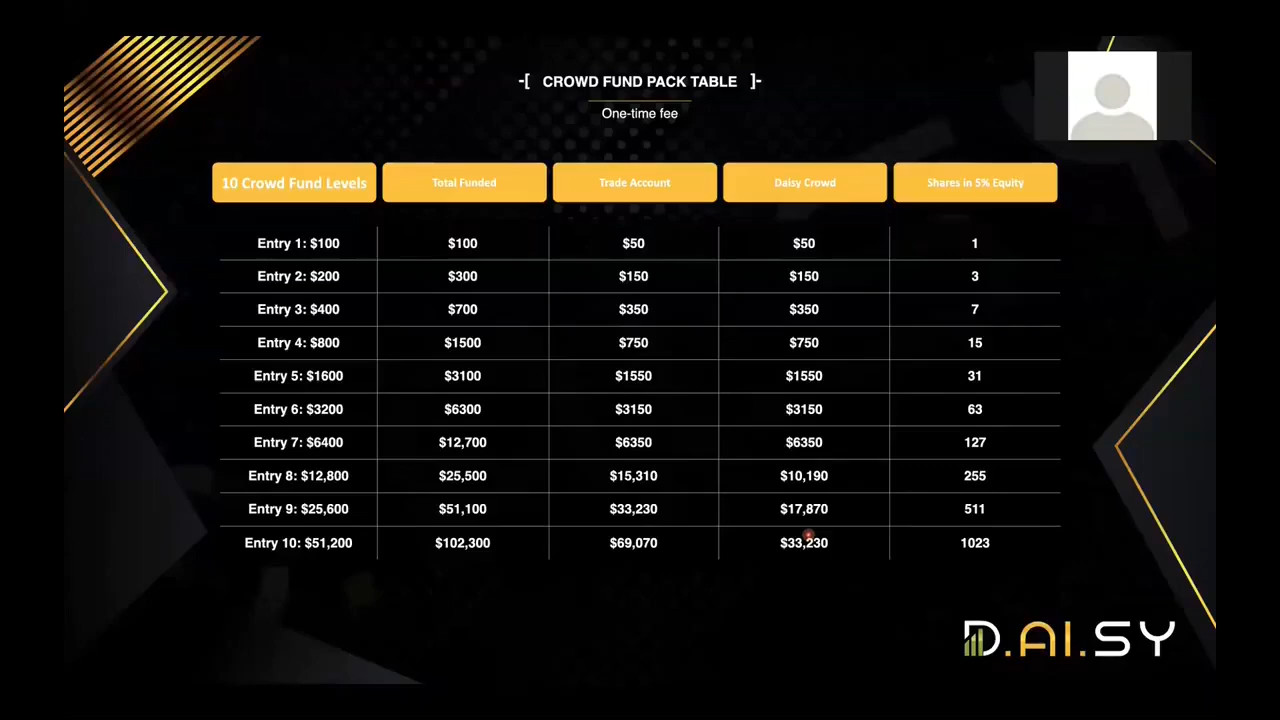 -[ CROWD FUND PACK TABLE ]-
One-time fee
10 Crowd Fund Levels Total Funded Trade Account Daisy Crowd Shares in 5% Equity
Entry 1: $100 $100 $50 $50 1
Entry 2: $200 $300 $150 $150 3
Entry 3: $400 $700 $350 $350 7
Entry 4: $800 $1500 $750 $750 15
Entry 5: $1600 $3100 $1550 $1550 31
Entry 6: $3200 $6300 $3150 $3150 63
Entry 7: $6400 $12,700 $6350 $6350 127
Entry 8: $12,800 $25,500 $15,310 $10,190 255
Entry 9: $25,600 $51,100 $33,230 $17,870 511
Entry 10: $51,200 $102,300 $69,070 $33,230 1023
D.AI.SY